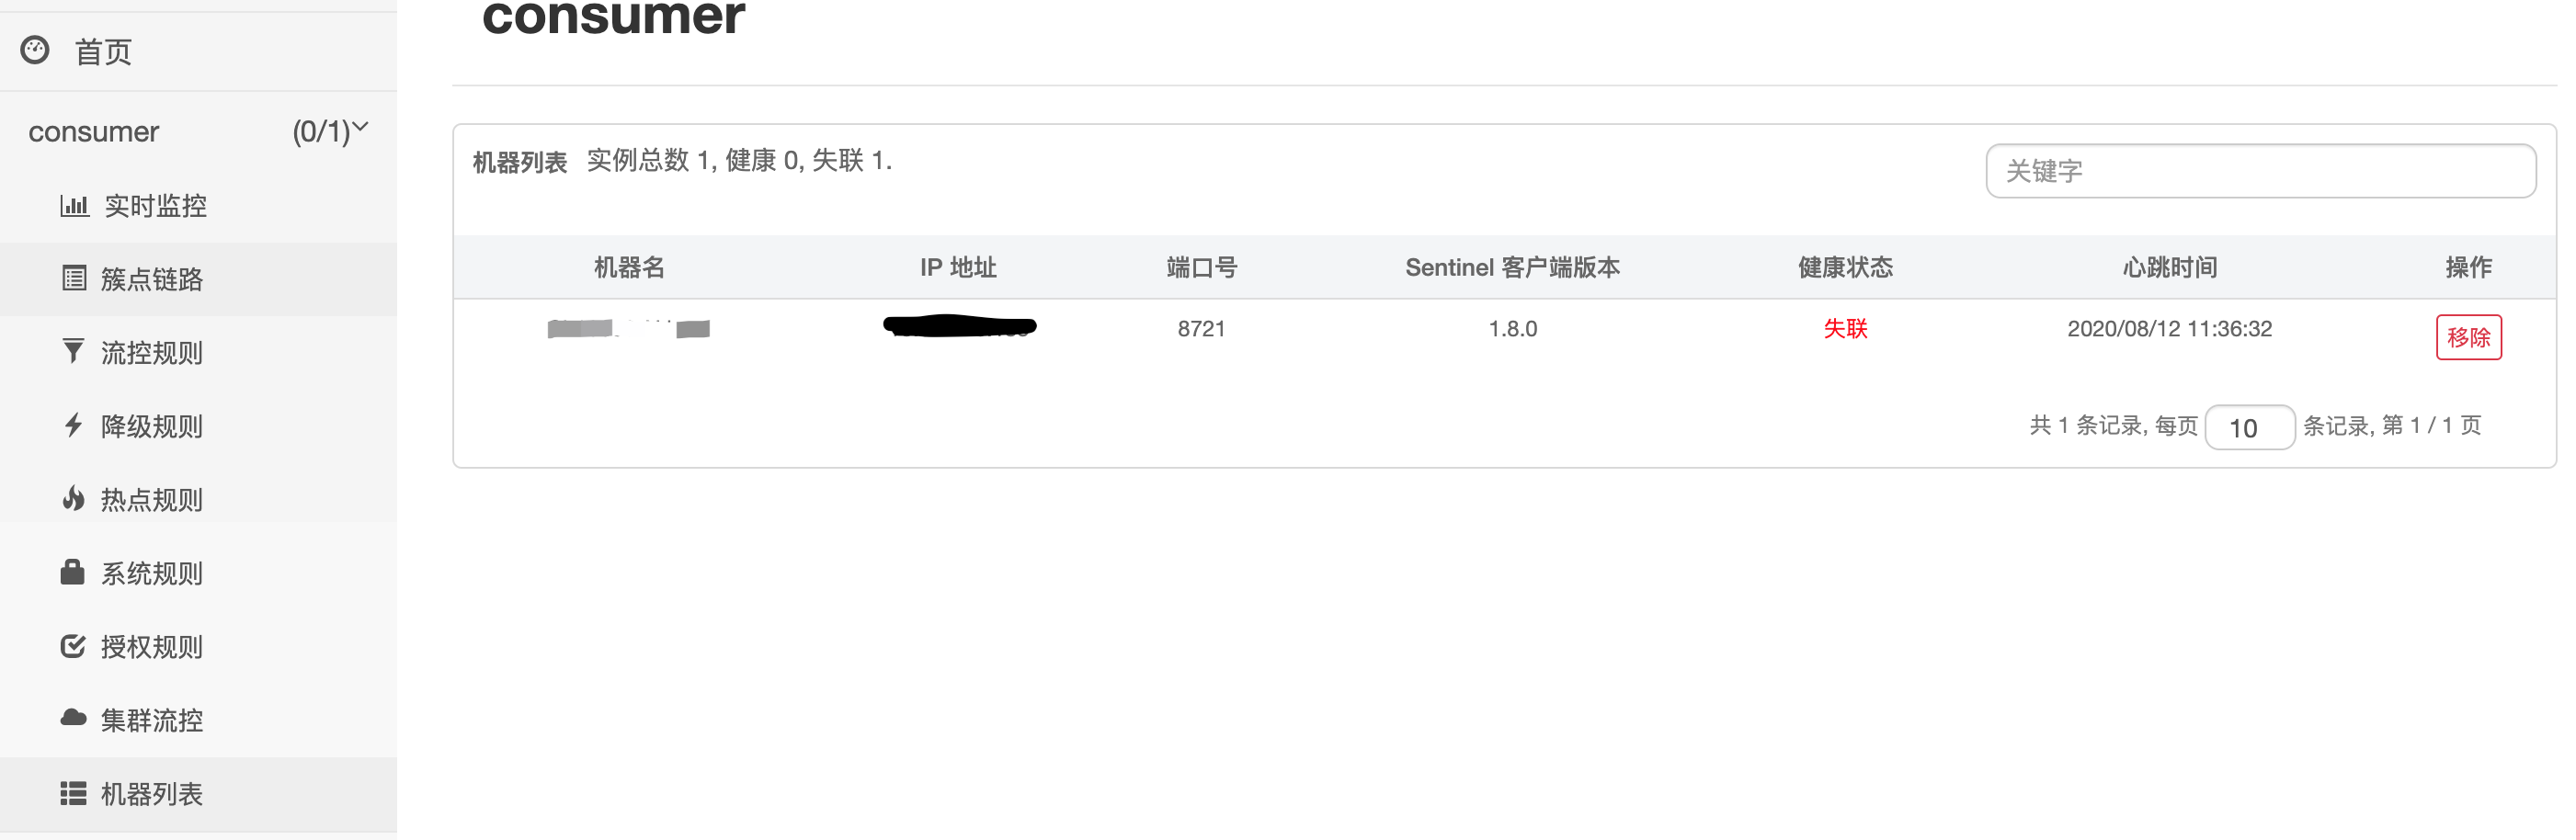 首页
consumer (0/1)
实时监控
簇点链路
流控规则
降级规则
热点规则
系统规则
授权规则
集群流控
机器列表
consumer
机器列表 实例总数 1, 健康 0, 失联 1.
关键字
机器名 IP 地址 端口号 Sentinel 客户端版本 健康状态 心跳时间 操作
8721 1.8.0 失联 2020/08/12 11:36:32 移除
共 1 条记录, 每页 10 条记录, 第 1 / 1 页